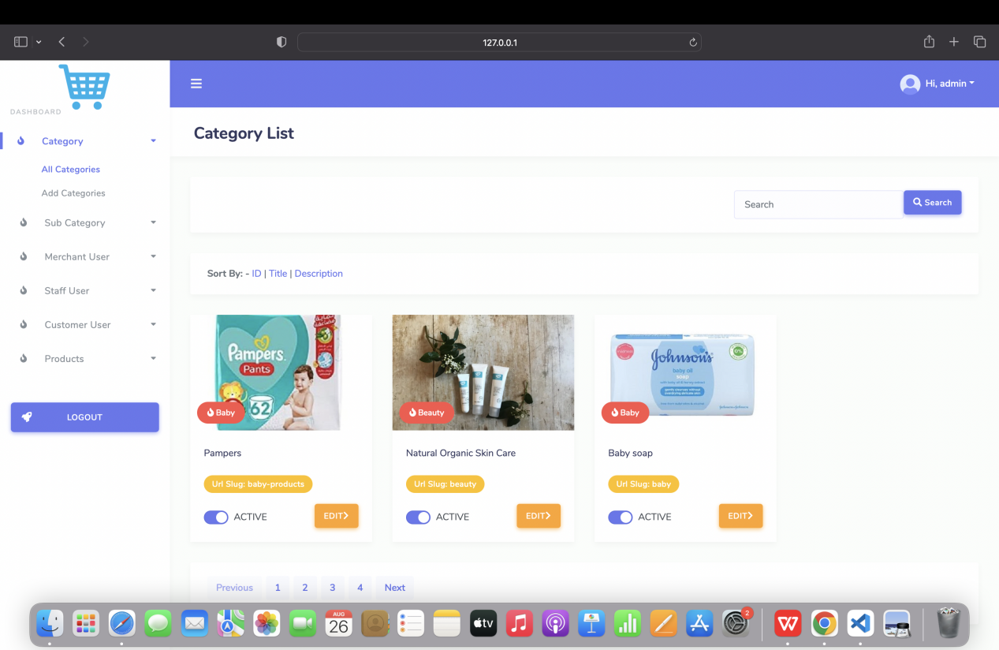 127.0.0.1
DASHBOARD
Hi, admin
Category List
Category
All Categories
Add Categories
Sub Category
Merchant User
Staff User
Customer User
Products
LOGOUT
Search
Search
Sort By: - ID | Title | Description
Pampers
Pants
62
Baby
Pampers
Url Slug: baby-products
ACTIVE
EDIT
Beauty
Natural Organic Skin Care
Url Slug: beauty
ACTIVE
EDIT
Johnson's
baby oil
SOAP
0%
Baby
Baby soap
Url Slug: baby
ACTIVE
EDIT
Previous 1 2 3 4 Next
AUG
26
tv
2